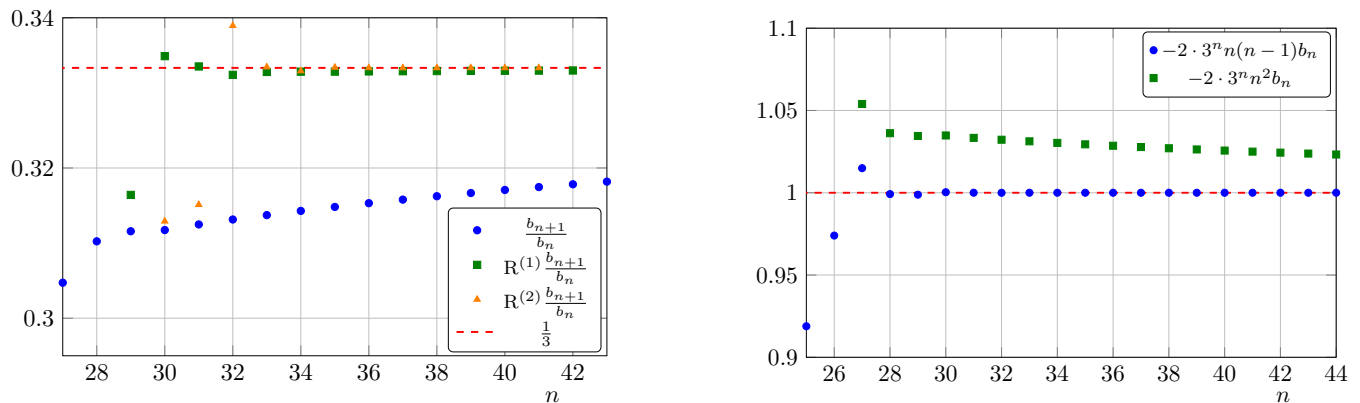 0.34
0.32
0.3
28 30 32 34 36 38 40 42
n
b_{n+1}/b_n
R^{(1)} b_{n+1}/b_n
R^{(2)} b_{n+1}/b_n
1/3
1.1
1.05
1
0.95
0.9
26 28 30 32 34 36 38 40 42 44
n
−2 · 3^n n(n − 1)b_n
−2 · 3^n n^2 b_n